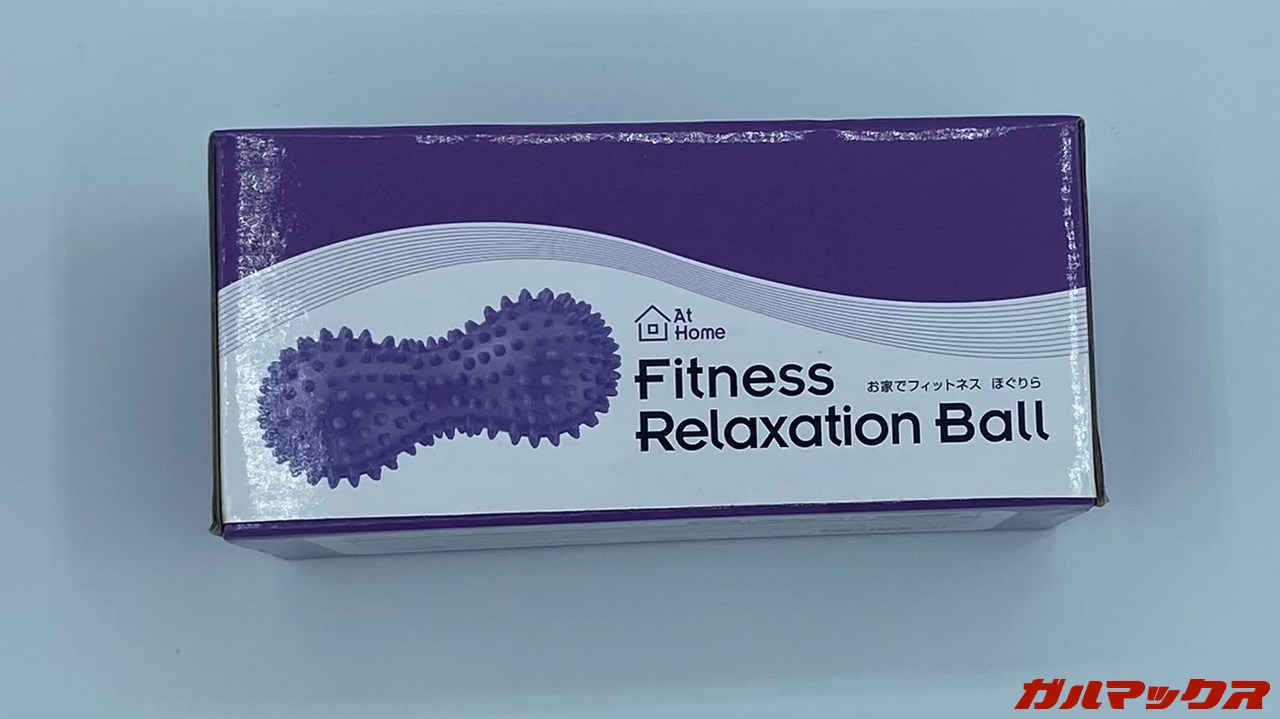 At
Home
Fitness
お家でフィットネス ほぐりら
Relaxation Ball
ガルマックス